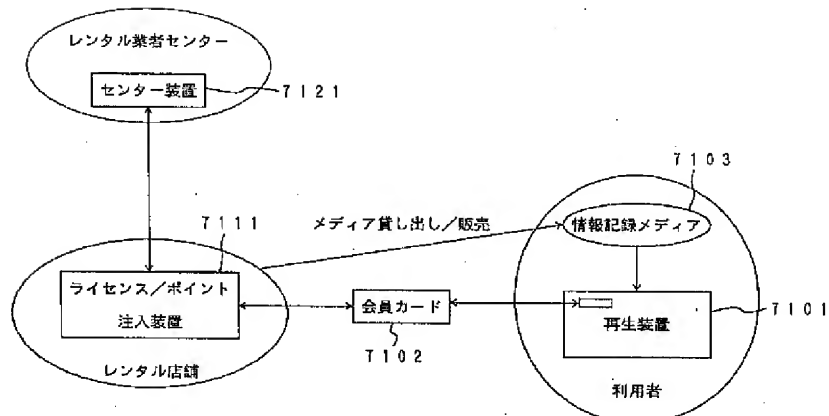 レンタル業者センター
センター装置
7121
7103
7111
メディア貸し出し/販売
情報記録メディア
ライセンス/ポイント
注入装置
会員カード
再生装置
7101
7102
レンタル店舗
利用者